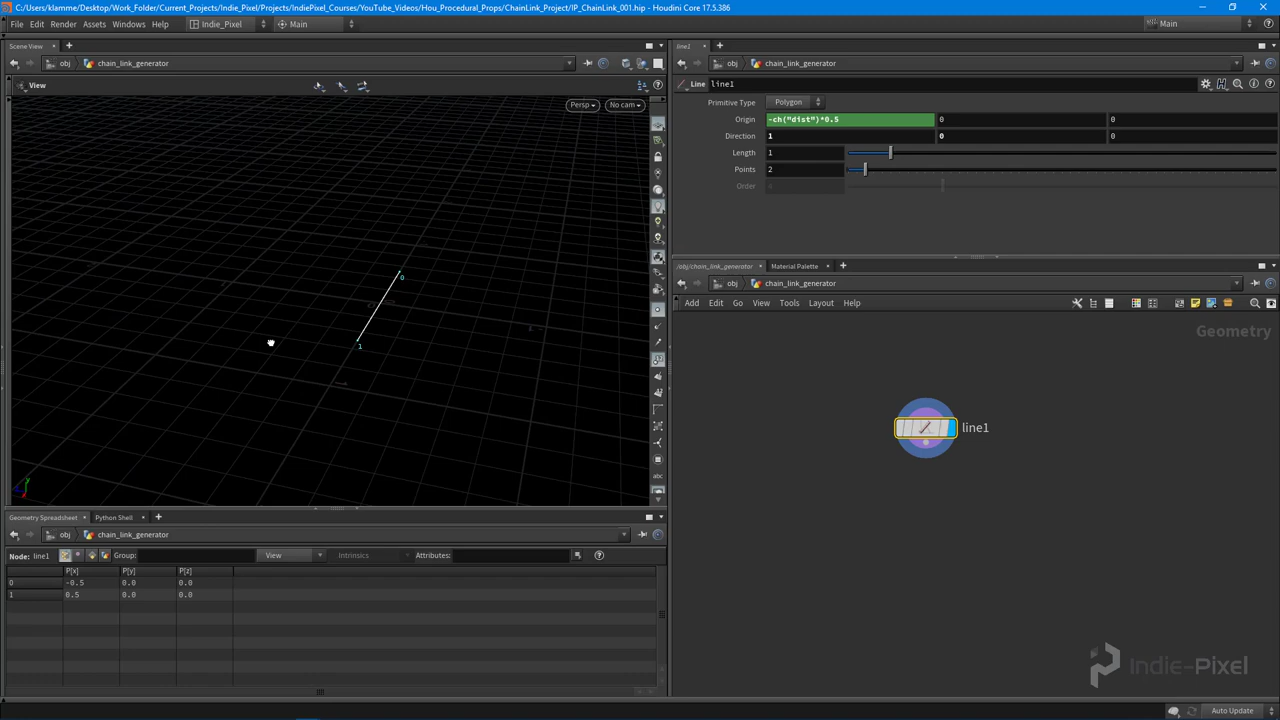 C:/Users/klamme/Desktop/Work_Folder/Current_Projects/Projects/IndiePixel_Courses/YouTube_Videos/Hou_Procedural_Props/ChainLink_Project/IP_ChainLink_001.hip - Houdini Core 17.5.386
File Edit Render Assets Windows Help Indie_Pixel Main Main
Scene View
obj chain_link_generator
View
Persp No cam
0
1
abc
line1
obj chain_link_generator
Line line1
Primitive Type Polygon
Origin -ch("dist")*0.5 0 0
Direction 1 0 0
Length 1
Points 2
Order
/obj/chain_link_generator Material Palette
obj chain_link_generator
Add Edit Go View Tools Layout Help
Geometry
line1
Indie-Pixel
Geometry Spreadsheet Python Shell
obj chain_link_generator
Node: line1 Group: View Intrinsics Attributes:
P[x] P[y] P[z]
0 -0.5 0.0 0.0
1 0.5 0.0 0.0
Auto Update